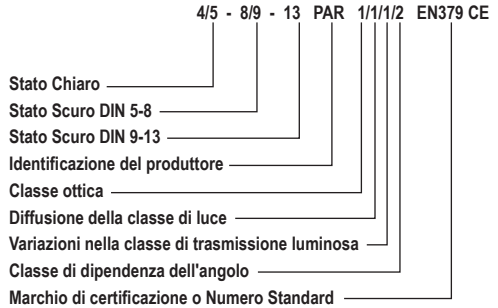 4/5 - 8/9 - 13 PAR 1/1/1/2 EN379 CE
Stato Chiaro
Stato Scuro DIN 5-8
Stato Scuro DIN 9-13
Identificazione del produttore
Classe ottica
Diffusione della classe di luce
Variazioni nella classe di trasmissione luminosa
Classe di dipendenza dell'angolo
Marchio di certificazione o Numero Standard